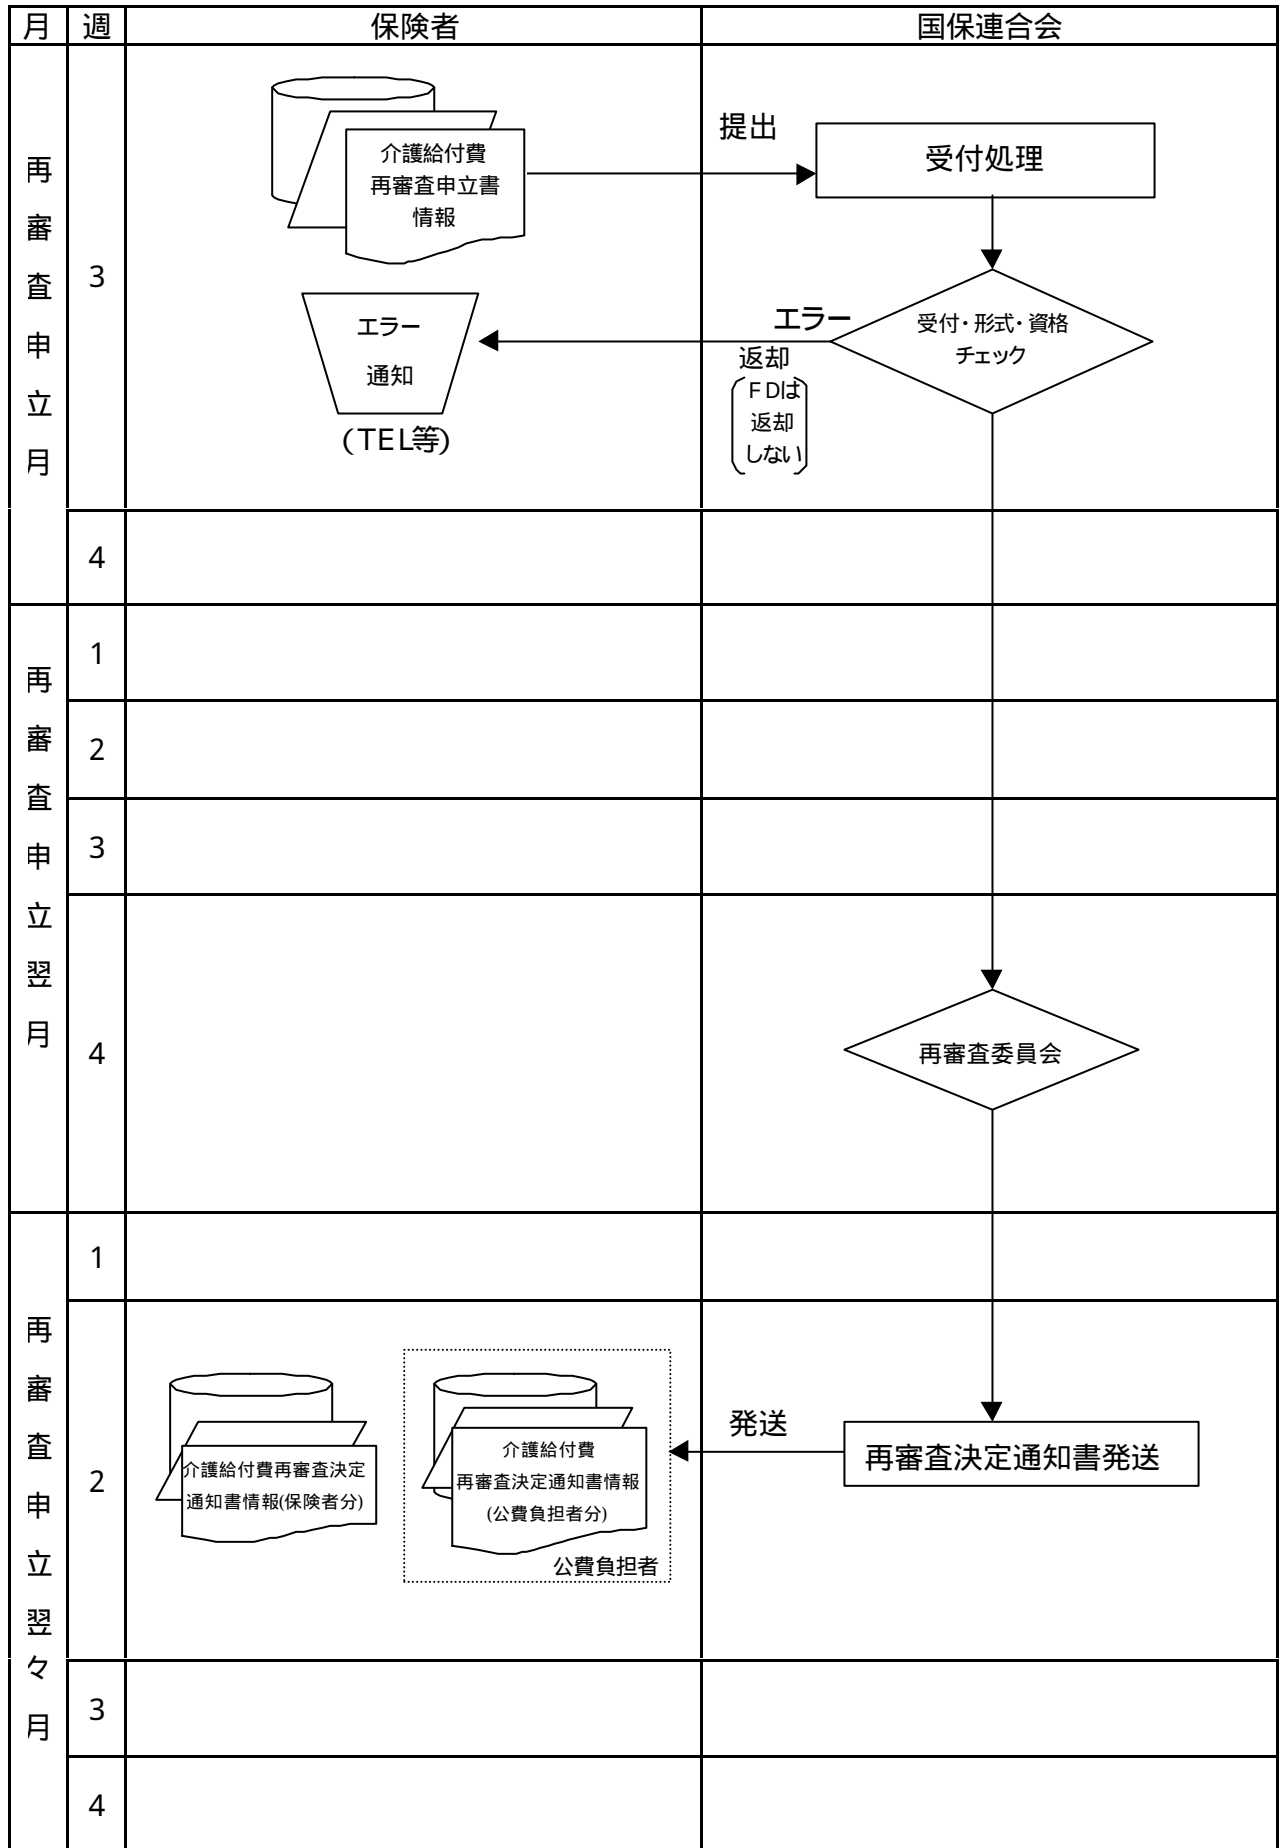 月 週 保険者 国保連合会
再審査申立月
3
介護給付費
再審査申立書
情報
提出
受付処理
受付・形式・資格
チェック
エラー
返却
FDは
返却
しない
エラー
通知
(TEL等)
4
再審査申立翌月
1
2
3
4
再審査委員会
再審査申立翌々月
1
2
介護給付費再審査決定
通知書情報(保険者分)
介護給付費
再審査決定通知書情報
(公費負担者分)
公費負担者
発送
再審査決定通知書発送
3
4